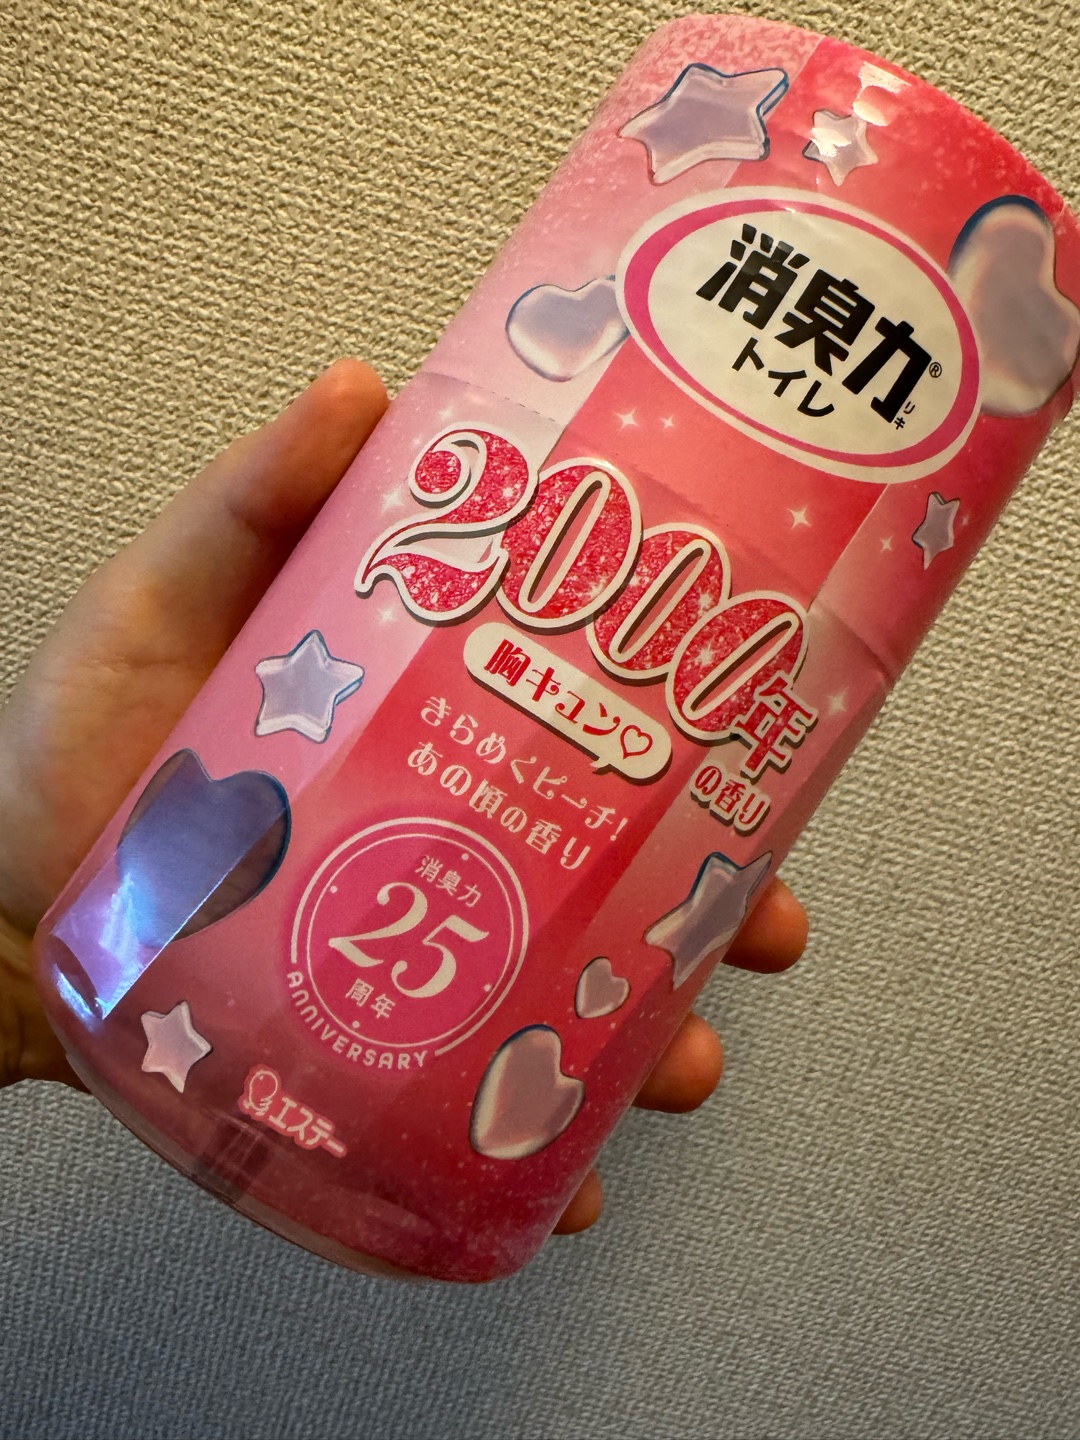 消臭力®
リキ
トイレ
2000年
の香り
胸キュン♡
きらめくピーチ!
あの頃の香り
消臭力
25
周年
ANNIVERSARY
エステー